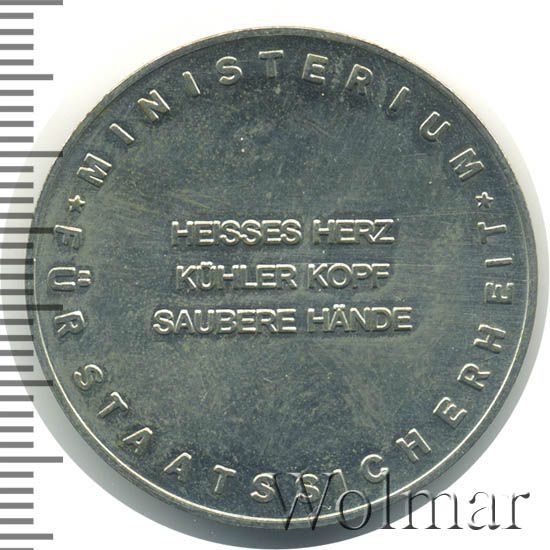 MINISTERIUM
FÜR STAATSSICHERHEIT
HEISSES HERZ
KÜHLER KOPF
SAUBERE HÄNDE
Wolmar